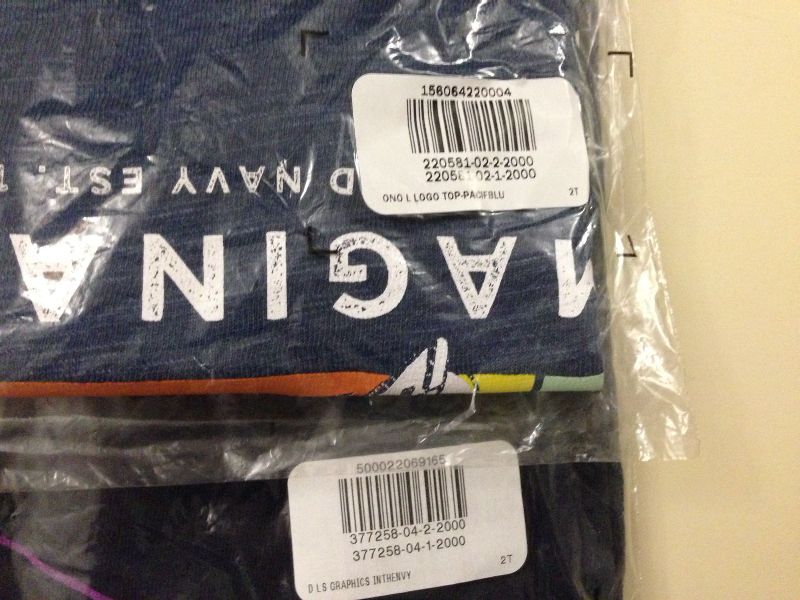 156064220004
220581-02-2-2000
220581-02-1-2000
ONO L LOGO TOP-PACIFBLU 2T
D NAVY EST. 1
MAGINA
500022069165
377258-04-2-2000
377258-04-1-2000
D LS GRAPHICS INTHENVY 2T